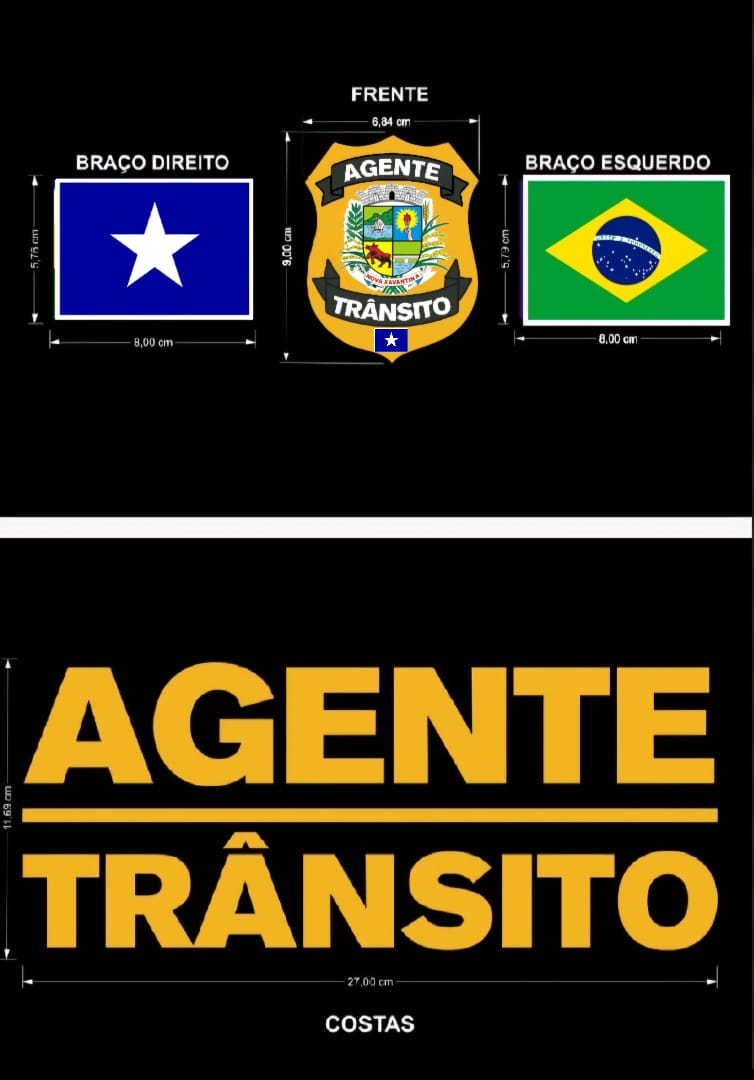 FRENTE
6,84 cm
BRAÇO DIREITO
BRAÇO ESQUERDO
AGENTE
5,76 cm
9,00 cm
5,79 cm
NOVA XAVANTINA
TRÂNSITO
8,00 cm
8,00 cm
AGENTE
11,69 cm
TRÂNSITO
27,00 cm
COSTAS